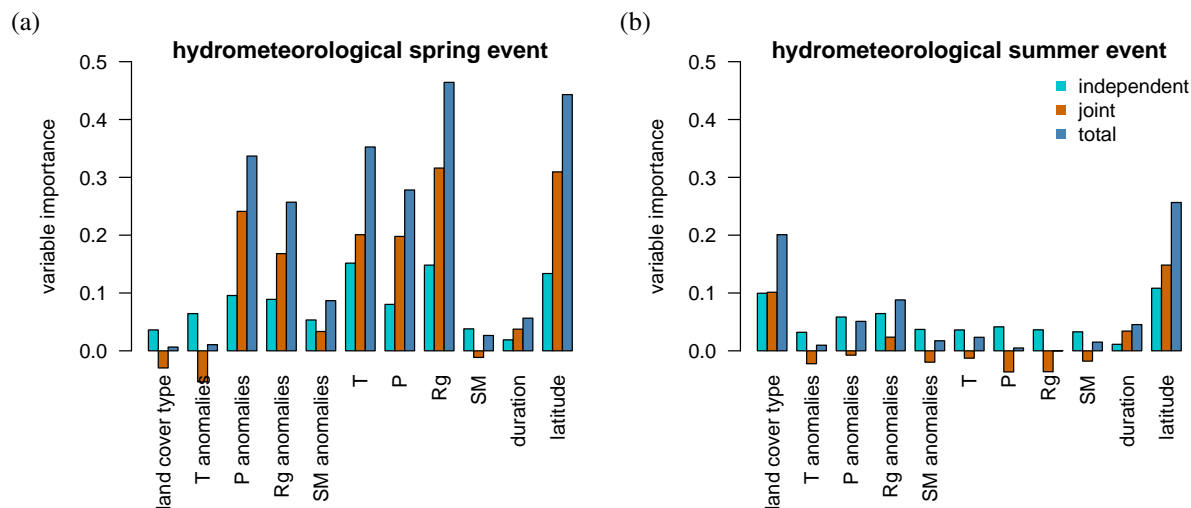 (a)
hydrometeorological spring event
variable importance
0.5
0.4
0.3
0.2
0.1
0.0
land cover type
T anomalies
P anomalies
Rg anomalies
SM anomalies
T
P
Rg
SM
duration
latitude
(b)
hydrometeorological summer event
independent
joint
total
variable importance
0.5
0.4
0.3
0.2
0.1
0.0
land cover type
T anomalies
P anomalies
Rg anomalies
SM anomalies
T
P
Rg
SM
duration
latitude